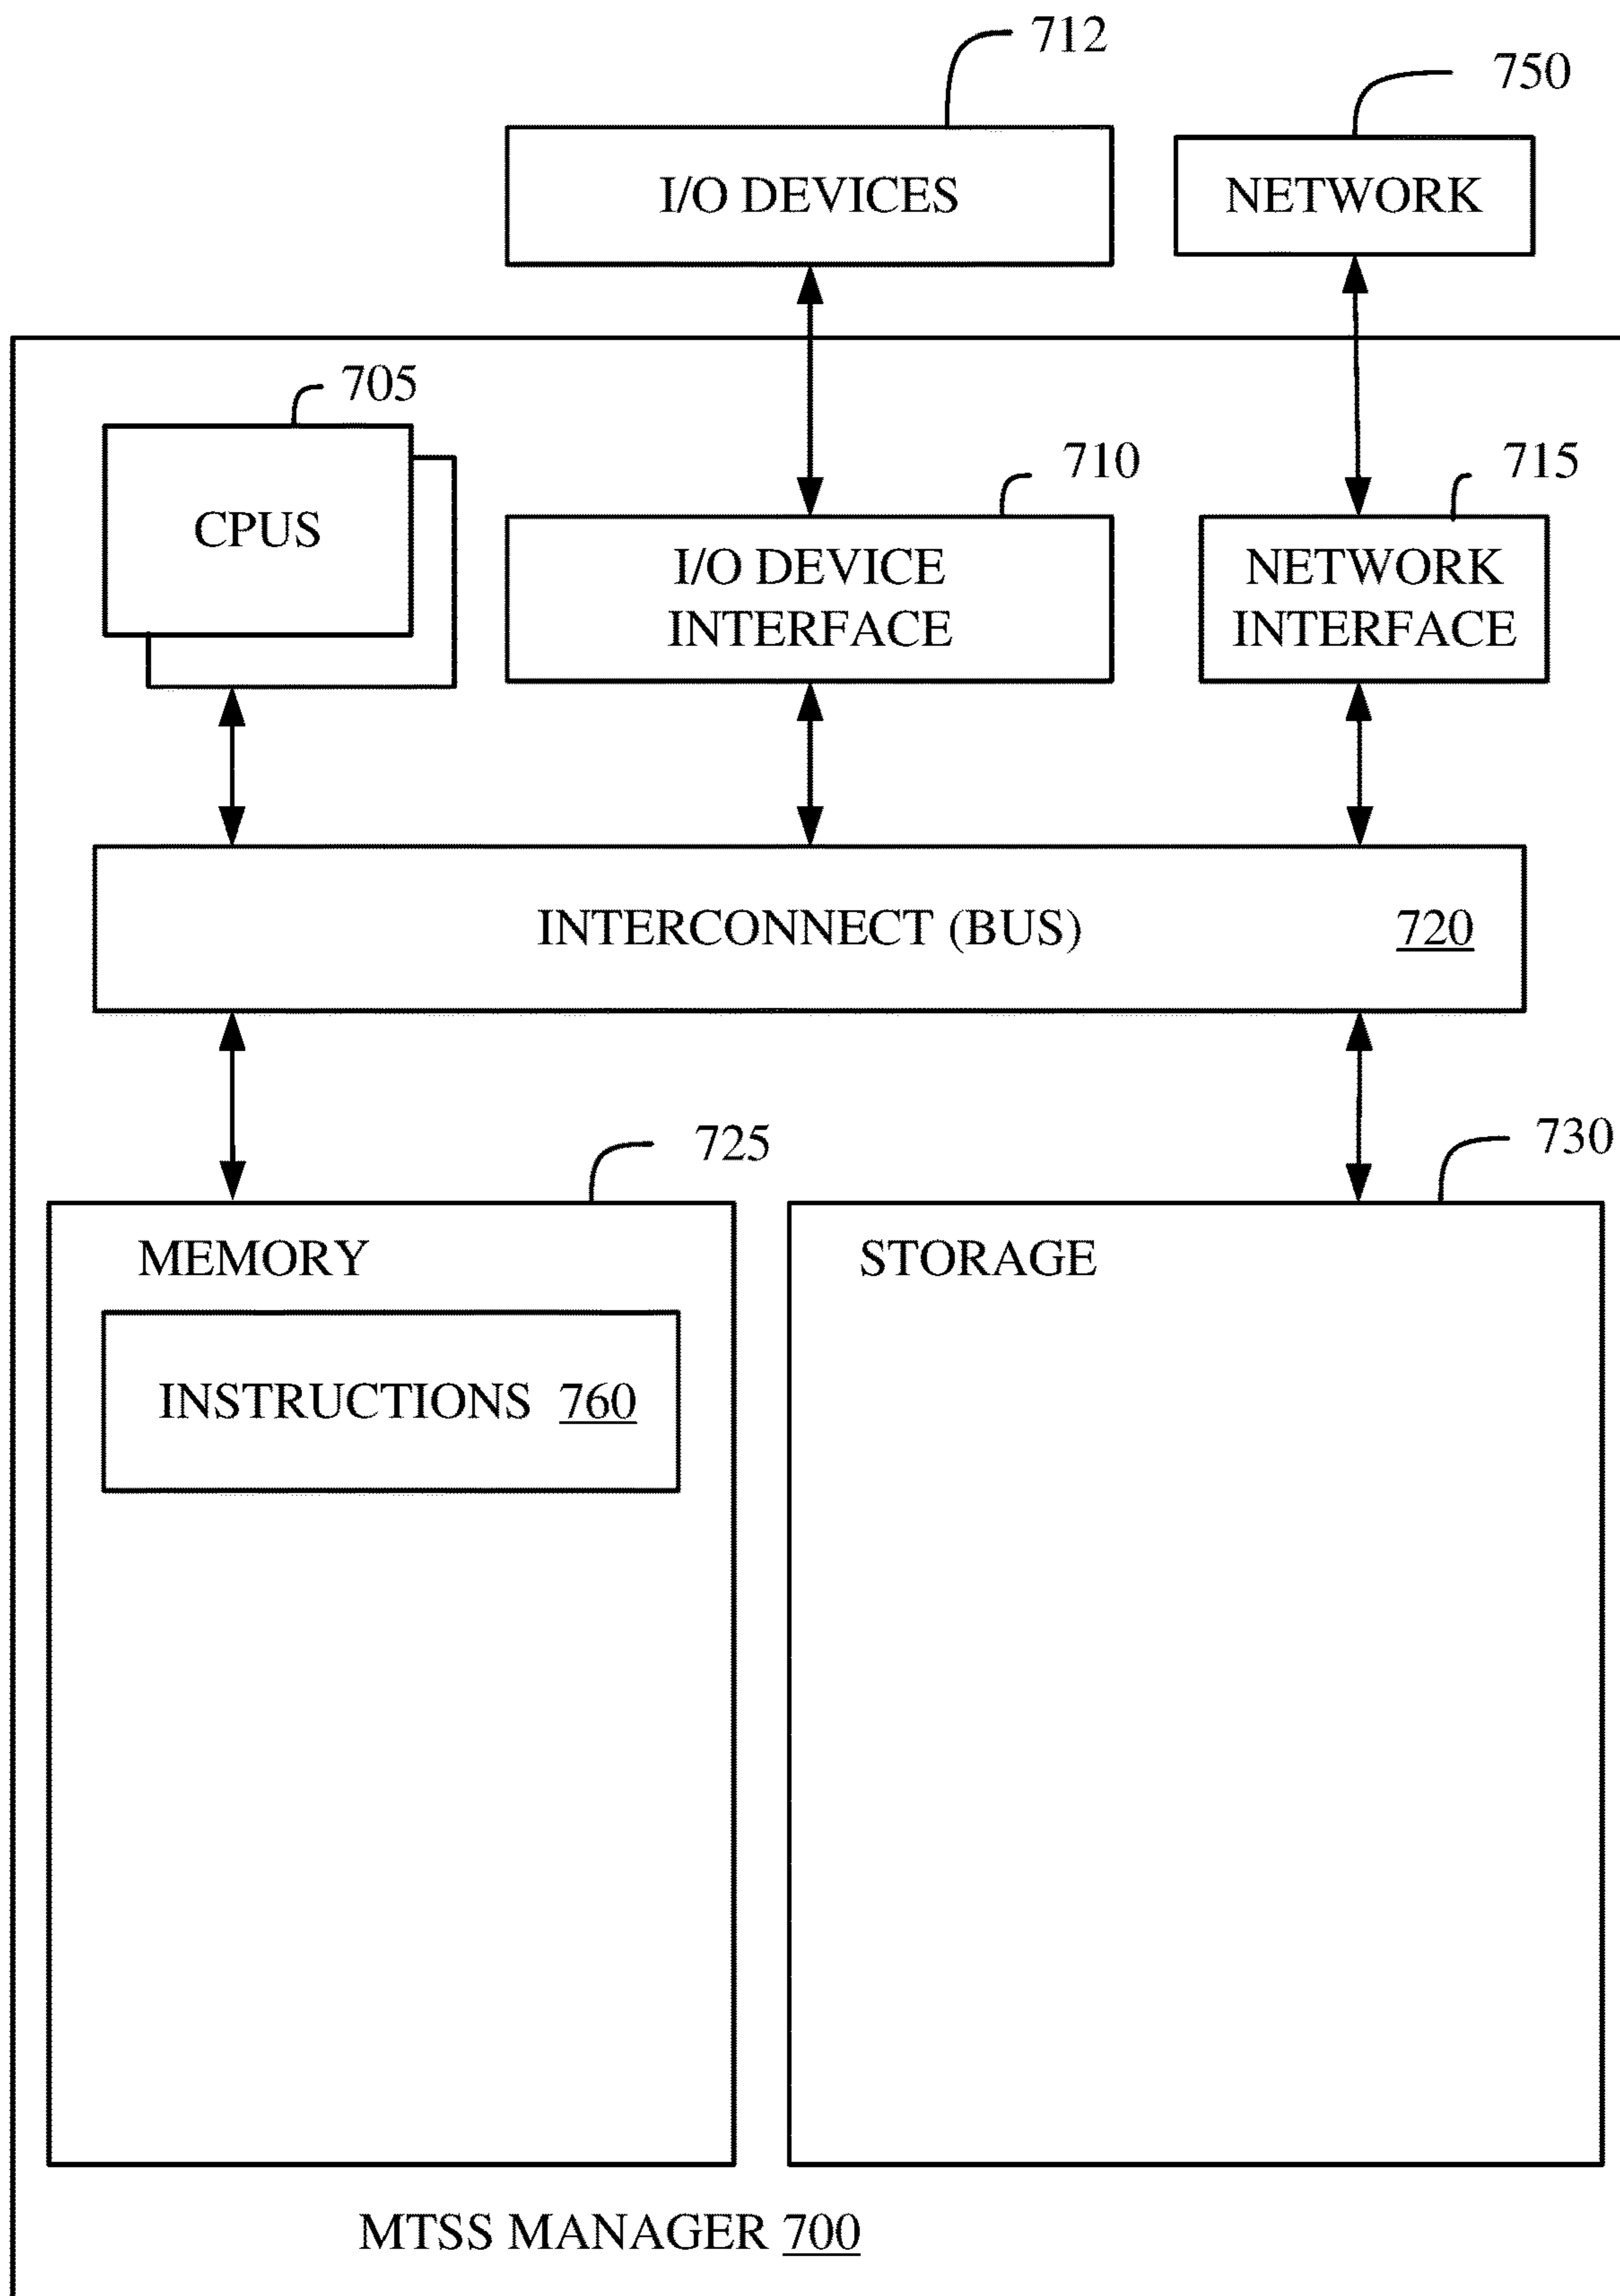 712
750
I/O DEVICES
NETWORK
705
710
715
CPUS
I/O DEVICE
INTERFACE
NETWORK
INTERFACE
INTERCONNECT (BUS) 720
725
730
MEMORY
STORAGE
INSTRUCTIONS 760
MTSS MANAGER 700